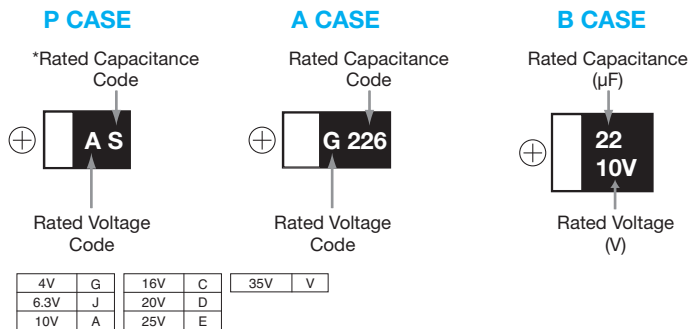 P CASE
A CASE
B CASE
*Rated Capacitance
Code
Rated Capacitance
Code
Rated Capacitance
(µF)
A S
G 226
22
10V
Rated Voltage
Code
Rated Voltage
Code
Rated Voltage
(V)
4V G 16V C 35V V
6.3V J 20V D
10V A 25V E